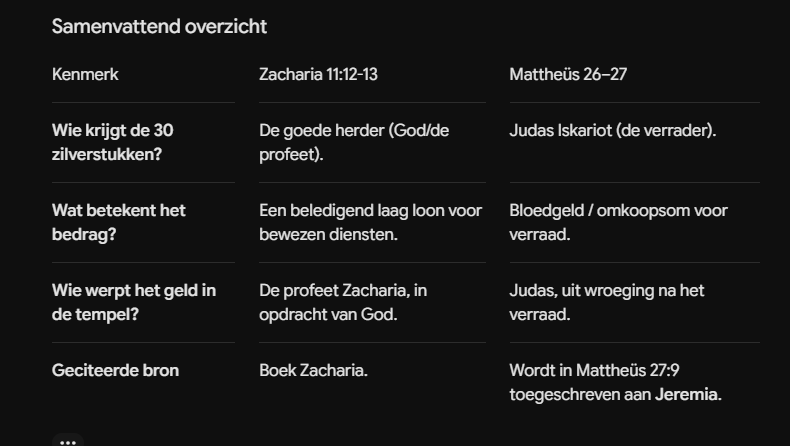 Samenvattend overzicht
Kenmerk
Zacharia 11:12-13
Mattheüs 26–27
Wie krijgt de 30
zilverstukken?
De goede herder (God/de
profeet).
Judas Iskariot (de verrader).
Wat betekent het
bedrag?
Een beledigend laag loon voor
bewezen diensten.
Bloedgeld / omkoopsom voor
verraad.
Wie werpt het geld in
de tempel?
De profeet Zacharia, in
opdracht van God.
Judas, uit wroeging na het
verraad.
Geciteerde bron
Boek Zacharia.
Wordt in Mattheüs 27:9
toegeschreven aan Jeremia.